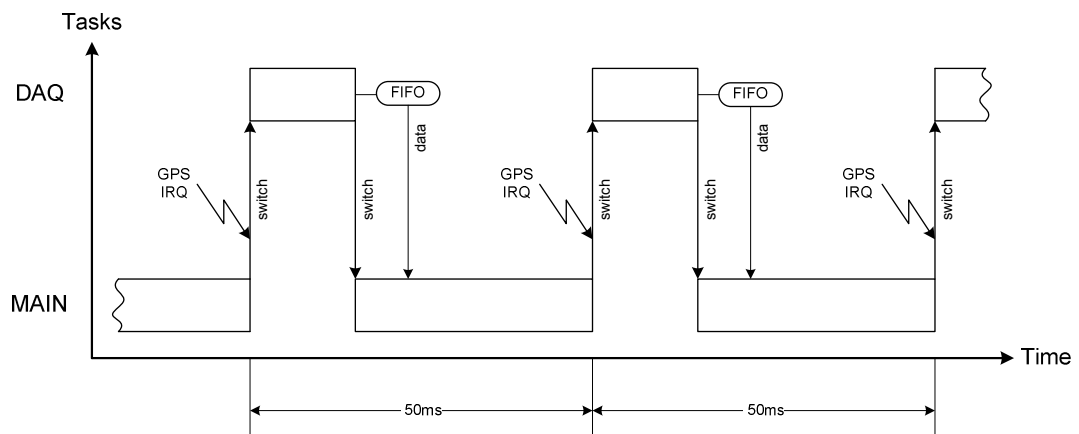 Tasks
DAQ
FIFO
FIFO
data
data
GPS
IRQ
switch
switch
GPS
IRQ
switch
switch
GPS
IRQ
switch
MAIN
Time
50ms
50ms